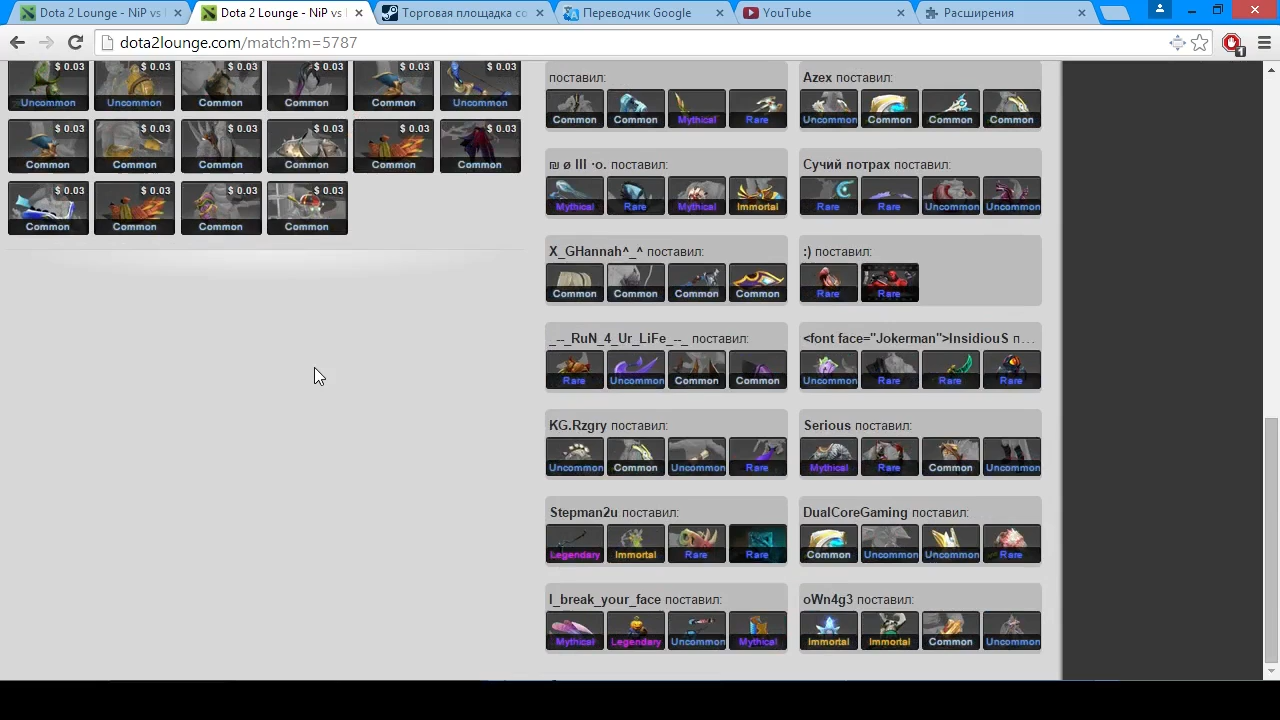 Dota 2 Lounge - NiP vs
Dota 2 Lounge - NiP vs
Торговая площадка со
Переводчик Google
YouTube
Расширения
dota2lounge.com/match?m=5787
1
$ 0.03 $ 0.03 $ 0.03 $ 0.03 $ 0.03 $ 0.03
Uncommon Uncommon Common Common Common Uncommon
$ 0.03 $ 0.03 $ 0.03 $ 0.03 $ 0.03 $ 0.03
Common Common Common Common Common Common
$ 0.03 $ 0.03 $ 0.03 $ 0.03
Common Common Common Common
поставил:
Common Common Mythical Rare
Azex поставил:
Uncommon Common Common Common
₪ ø lll ·o. поставил:
Mythical Rare Mythical Immortal
Сучий потрах поставил:
Rare Rare Uncommon Uncommon
X_GHannah^_^ поставил:
Common Common Common Common
:) поставил:
Rare Rare
_--_RuN_4_Ur_LiFe_--_ поставил:
Rare Uncommon Common Common
<font face="Jokerman">InsidiouS п...
Uncommon Rare Rare Rare
KG.Rzgry поставил:
Uncommon Common Uncommon Rare
Serious поставил:
Mythical Rare Common Uncommon
Stepman2u поставил:
Legendary Immortal Rare Rare
DualCoreGaming поставил:
Common Uncommon Uncommon Rare
I_break_your_face поставил:
Mythical Legendary Uncommon Mythical
oWn4g3 поставил:
Immortal Immortal Common Uncommon